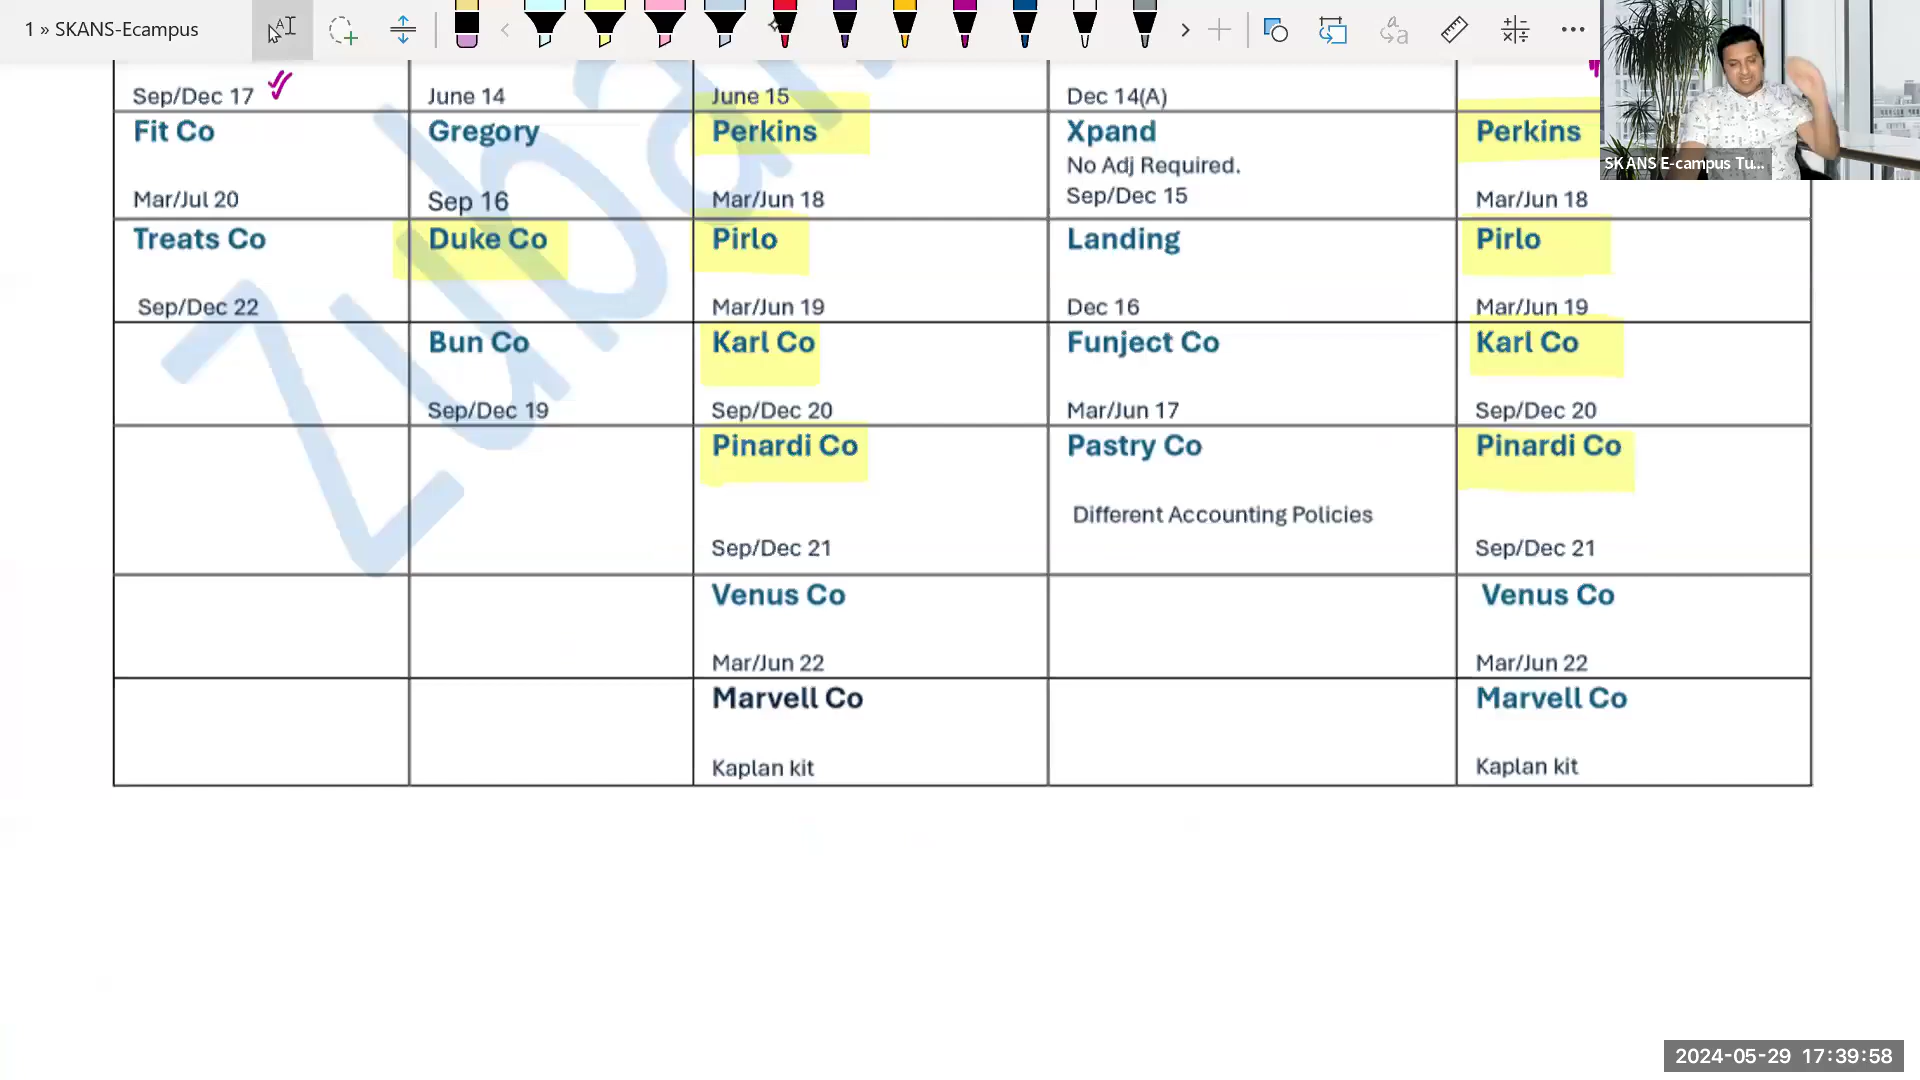 1 » SKANS-Ecampus
SKANS E-campus Tu...
Sep/Dec 17
June 14
June 15
Dec 14(A)
Fit Co
Gregory
Perkins
Xpand
Perkins
No Adj Required.
Mar/Jul 20
Sep 16
Mar/Jun 18
Sep/Dec 15
Mar/Jun 18
Treats Co
Duke Co
Pirlo
Landing
Pirlo
Sep/Dec 22
Mar/Jun 19
Dec 16
Mar/Jun 19
Bun Co
Karl Co
Funject Co
Karl Co
Sep/Dec 19
Sep/Dec 20
Mar/Jun 17
Sep/Dec 20
Pinardi Co
Pastry Co
Pinardi Co
Different Accounting Policies
Sep/Dec 21
Sep/Dec 21
Venus Co
Venus Co
Mar/Jun 22
Mar/Jun 22
Marvell Co
Marvell Co
Kaplan kit
Kaplan kit
2024-05-29 17:39:58